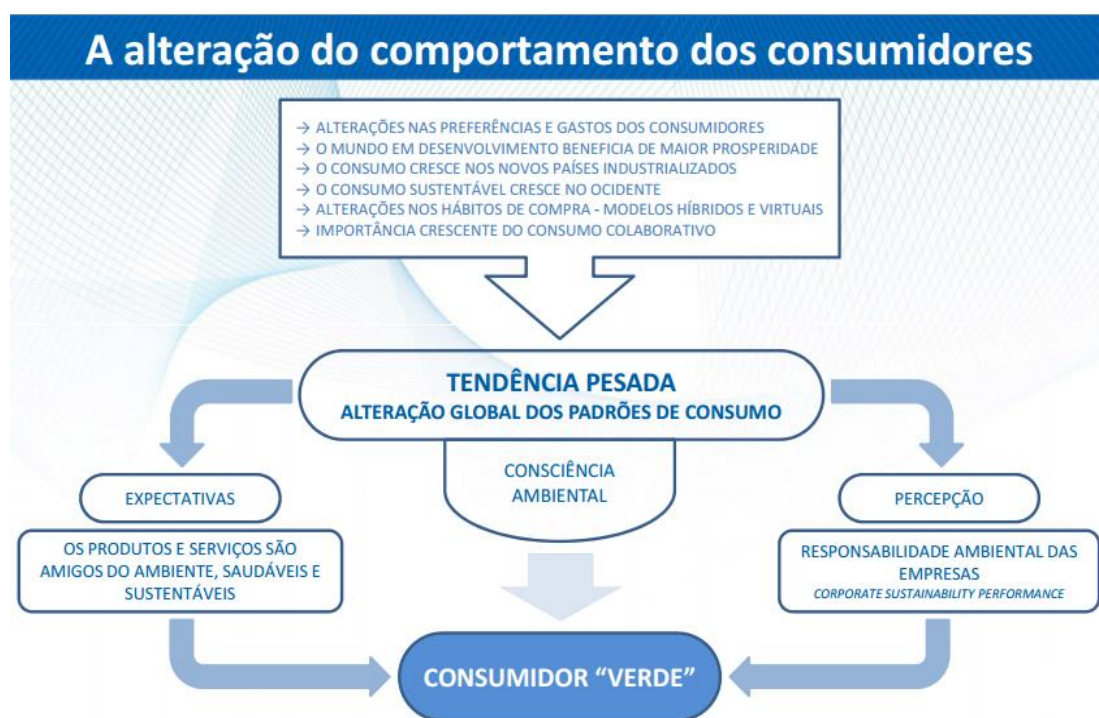 A alteração do comportamento dos consumidores
→ ALTERAÇÕES NAS PREFERÊNCIAS E GASTOS DOS CONSUMIDORES
→ O MUNDO EM DESENVOLVIMENTO BENEFICIA DE MAIOR PROSPERIDADE
→ O CONSUMO CRESCE NOS NOVOS PAÍSES INDUSTRIALIZADOS
→ O CONSUMO SUSTENTÁVEL CRESCE NO OCIDENTE
→ ALTERAÇÕES NOS HÁBITOS DE COMPRA - MODELOS HÍBRIDOS E VIRTUAIS
→ IMPORTÂNCIA CRESCENTE DO CONSUMO COLABORATIVO
TENDÊNCIA PESADA
ALTERAÇÃO GLOBAL DOS PADRÕES DE CONSUMO
CONSCIÊNCIA
AMBIENTAL
EXPECTATIVAS
OS PRODUTOS E SERVIÇOS SÃO
AMIGOS DO AMBIENTE, SAUDÁVEIS E
SUSTENTÁVEIS
PERCEPÇÃO
RESPONSABILIDADE AMBIENTAL DAS
EMPRESAS
CORPORATE SUSTAINABILITY PERFORMANCE
CONSUMIDOR “VERDE”